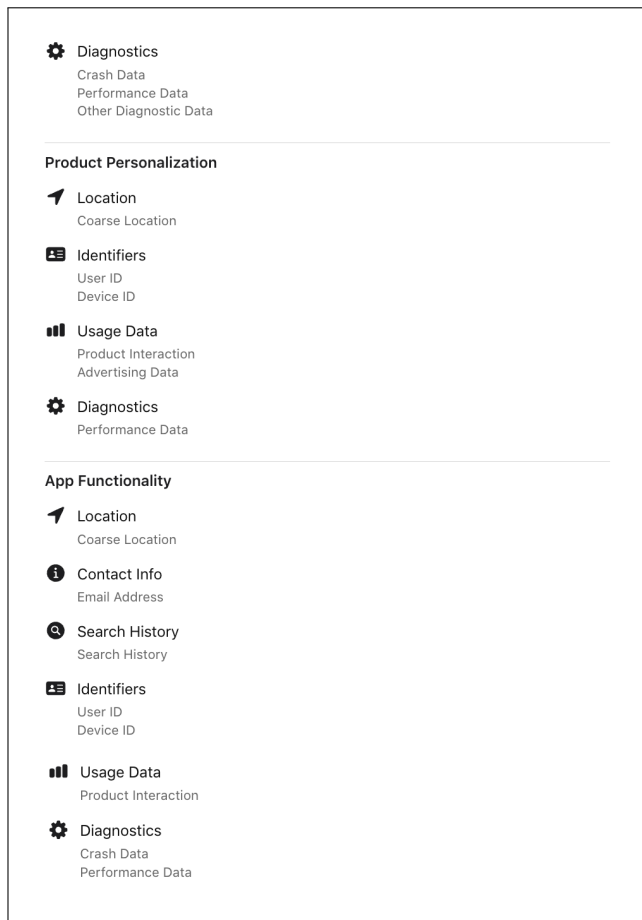 Diagnostics
Crash Data
Performance Data
Other Diagnostic Data
Product Personalization
Location
Coarse Location
Identifiers
User ID
Device ID
Usage Data
Product Interaction
Advertising Data
Diagnostics
Performance Data
App Functionality
Location
Coarse Location
Contact Info
Email Address
Search History
Search History
Identifiers
User ID
Device ID
Usage Data
Product Interaction
Diagnostics
Crash Data
Performance Data